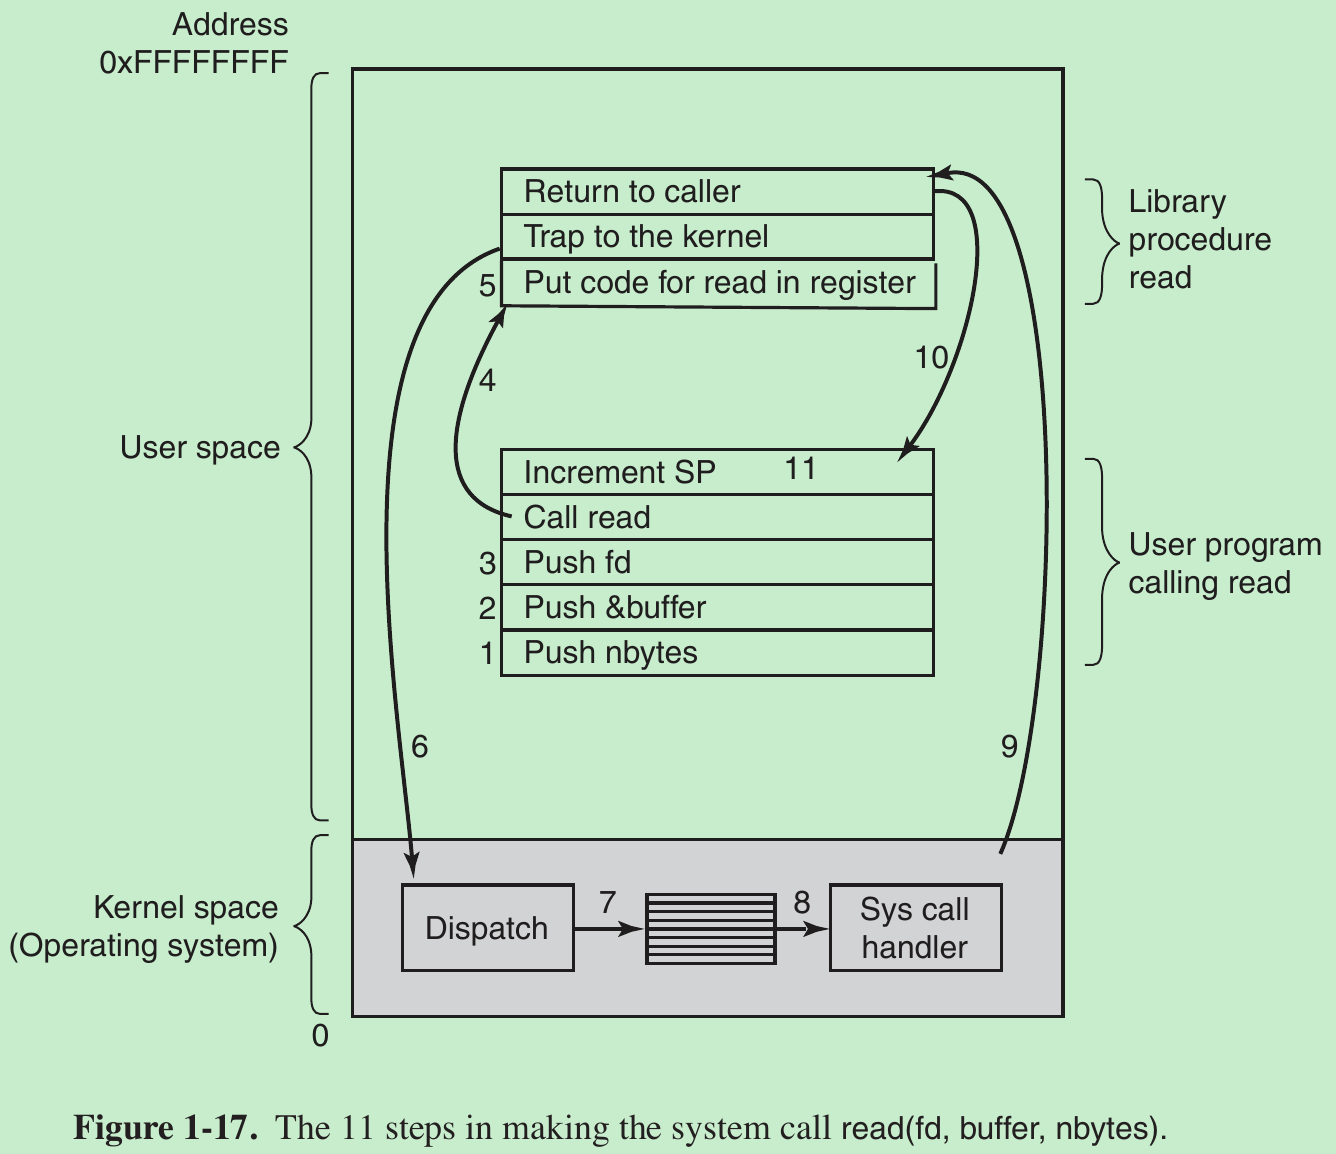 Address
0xFFFFFFFF
Return to caller
Trap to the kernel
5 Put code for read in register
Library
procedure
read
4
10
User space
Increment SP 11
Call read
3 Push fd
2 Push &buffer
1 Push nbytes
User program
calling read
6
9
Kernel space
(Operating system)
Dispatch
7
8
Sys call
handler
0
Figure 1-17. The 11 steps in making the system call read(fd, buffer, nbytes).